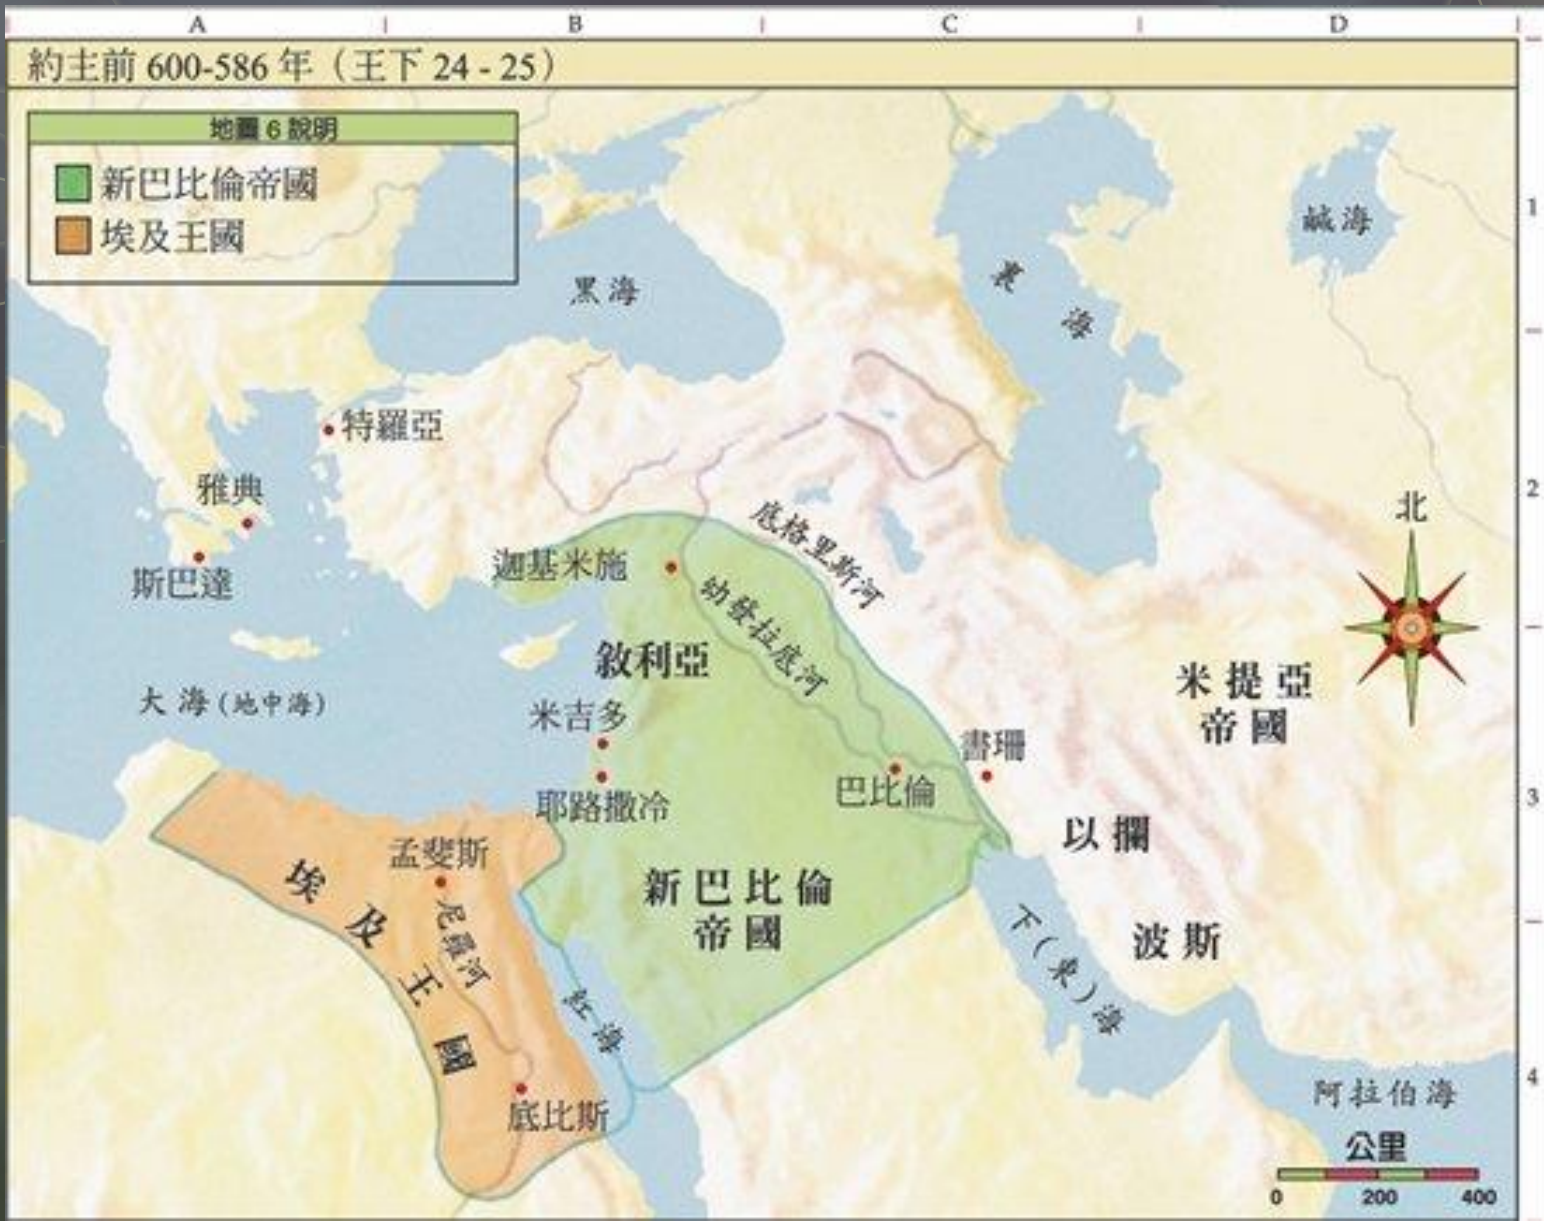 A B C D
約主前 600-586 年（王下 24 - 25）
地圖 6 說明
新巴比倫帝國
埃及王國
1
鹹海
黑海
裏海
特羅亞
2
雅典
北
底格里斯河
迦基米施
斯巴達
幼發拉底河
敘利亞
米提亞
帝國
大海(地中海)
米吉多
書珊
巴比倫
3
耶路撒冷
以攔
孟斐斯
埃及王國
新巴比倫
帝國
尼羅河
下(東)海
波斯
紅海
4
底比斯
阿拉伯海
公里
0 200 400